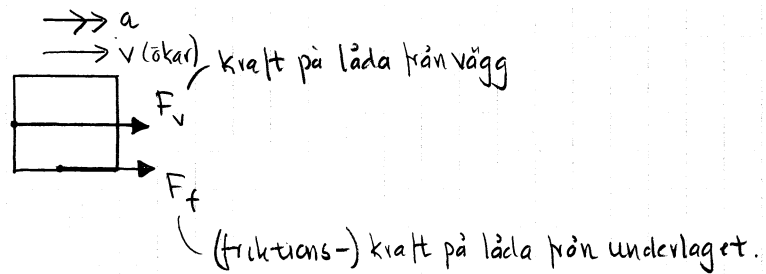 a
v (ökar)
kraft på låda från vägg
Fv
Ff
(friktions-) kraft på låda från underlaget.